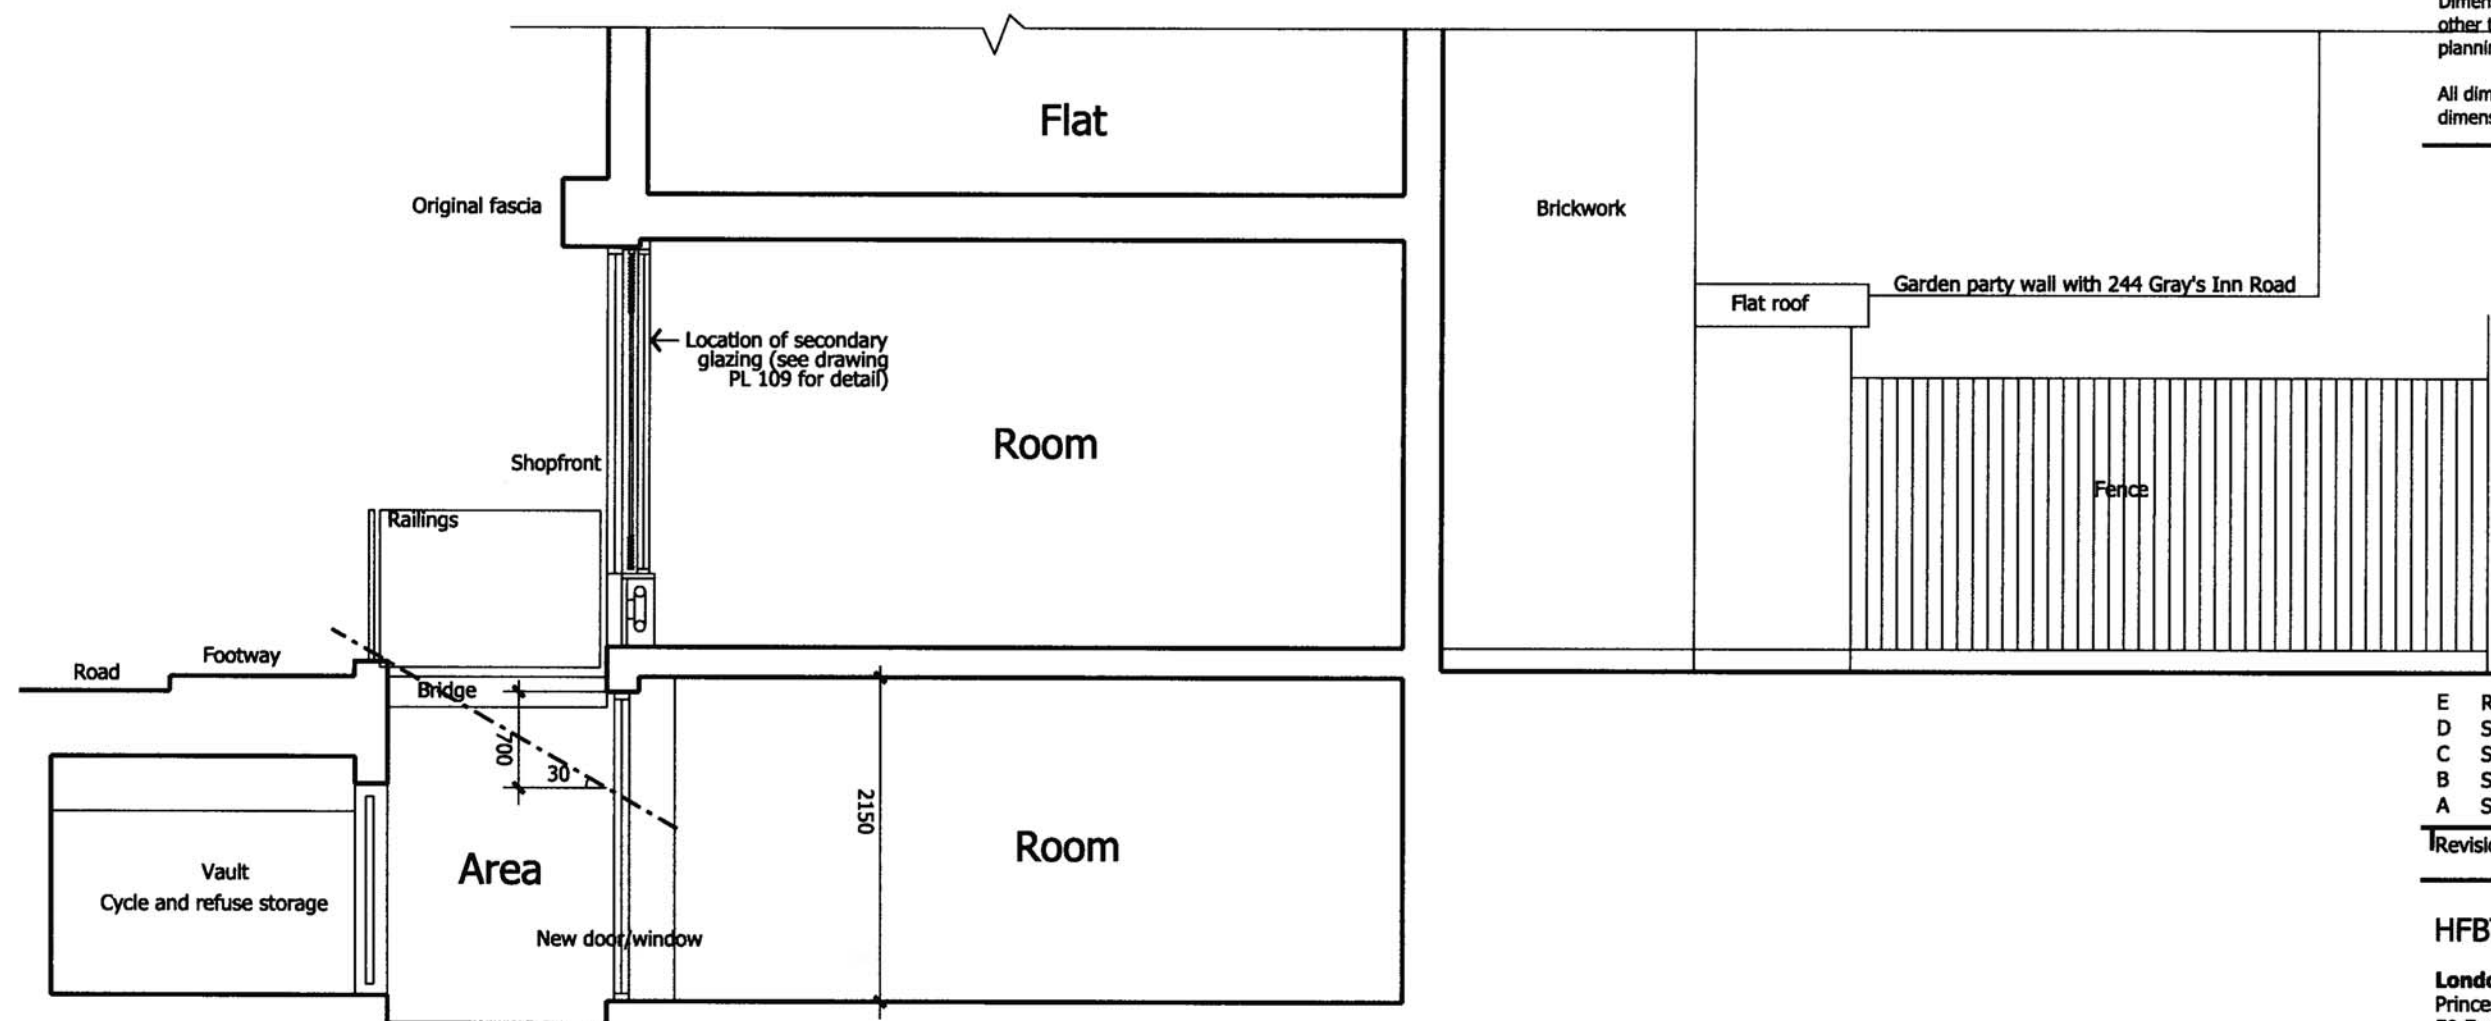 other
All
Flat
Original fascia
Brickwork
Garden party wall with 244 Gray's Inn Road
Flat roof
Location of secondary
glazing (see drawing
PL 109 for detail)
Room
Shopfront
Fence
Railings
Footway
Road
Bridge
700
30
2150
Room
Area
Vault
Cycle and refuse storage
New door/window
E
D
C
B
A